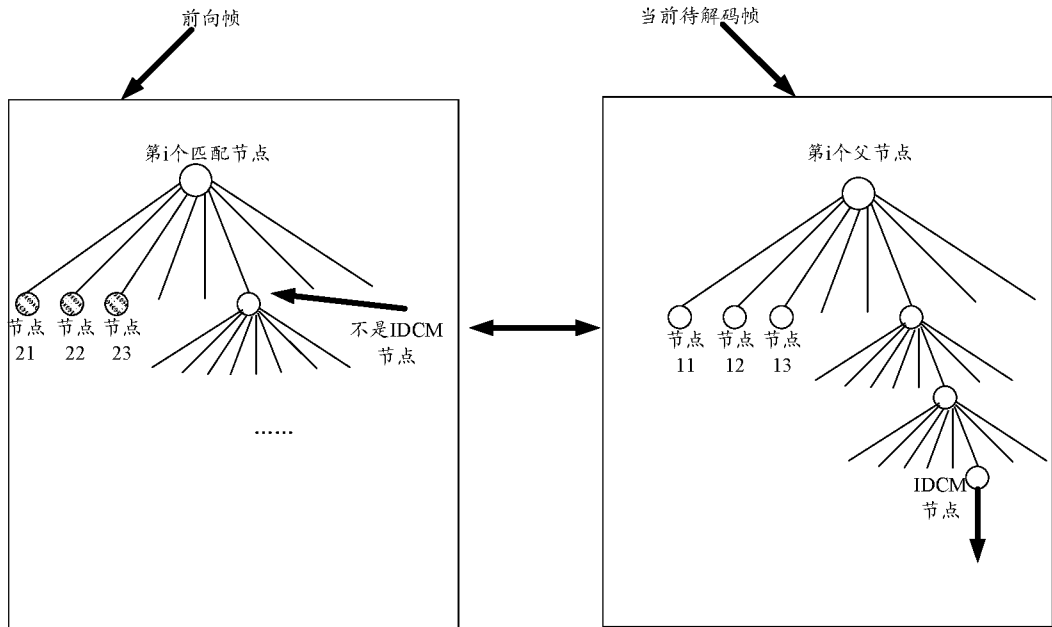 前向帧
当前待解码帧
第i个匹配节点
节点
21
节点
22
节点
23
不是IDCM
节点
......
第i个父节点
节点
11
节点
12
节点
13
IDCM
节点